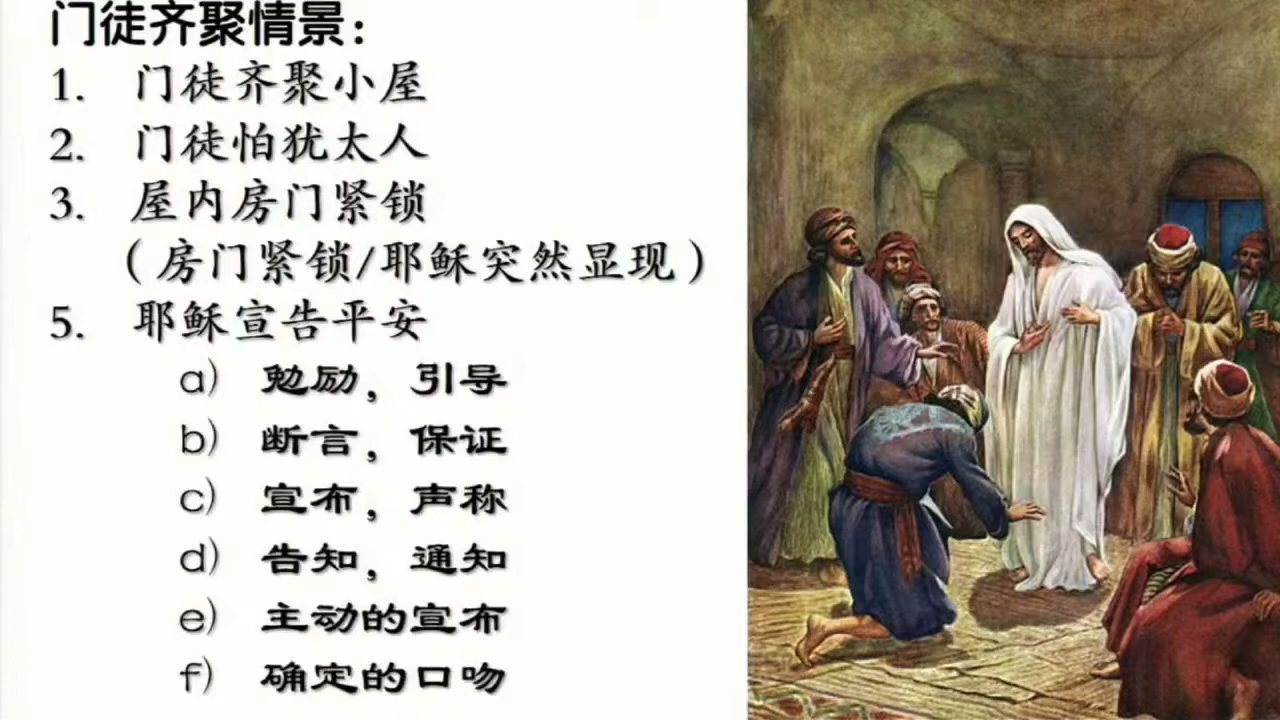 门徒齐聚情景：
1. 门徒齐聚小屋
2. 门徒怕犹太人
3. 屋内房门紧锁
（房门紧锁/耶稣突然显现）
5. 耶稣宣告平安
a) 勉励，引导
b) 断言，保证
c) 宣布，声称
d) 告知，通知
e) 主动的宣布
f) 确定的口吻